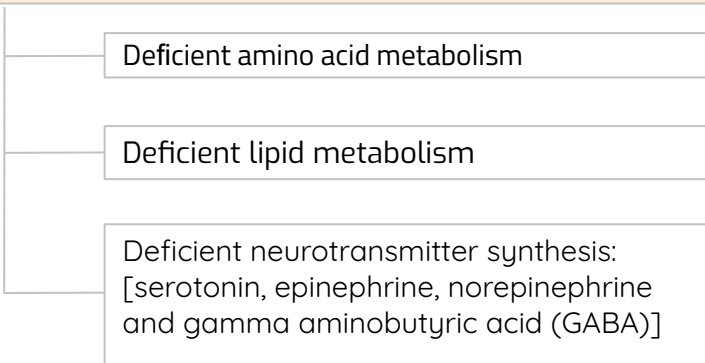 Deficient amino acid metabolism
Deficient lipid metabolism
Deficient neurotransmitter synthesis:
[serotonin, epinephrine, norepinephrine
and gamma aminobutyric acid (GABA)]